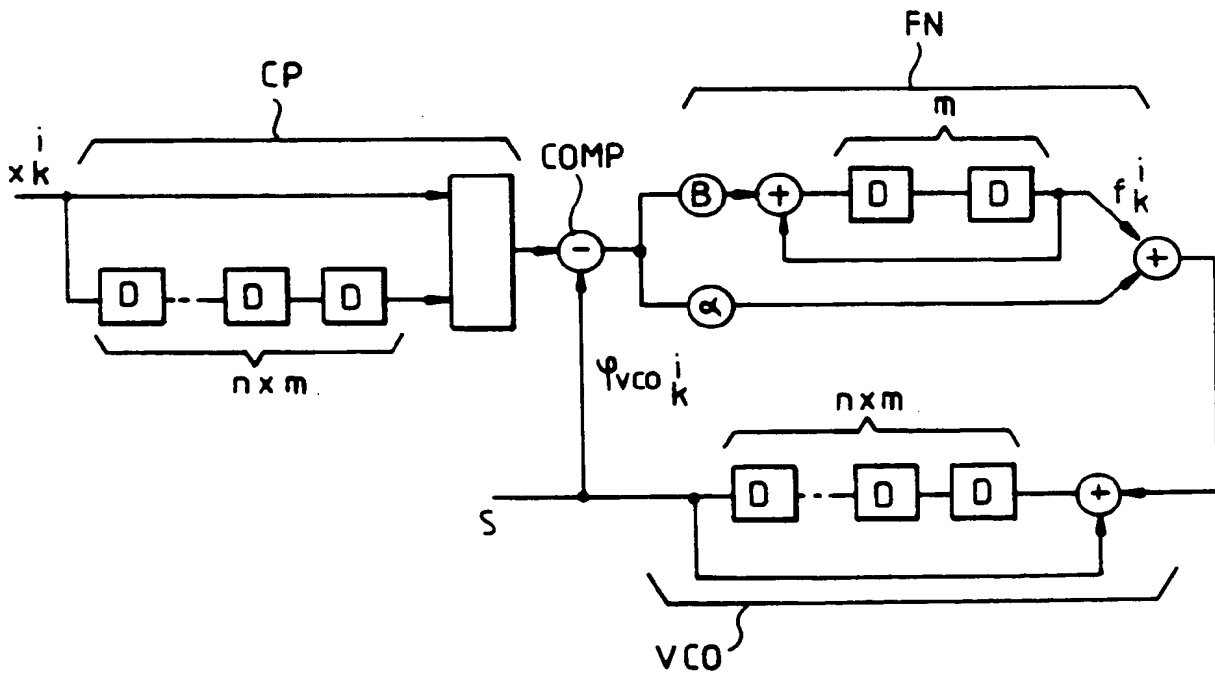 FN
CP
m
x i k
COMP
B
+
D
D
f i k
-
+
D
D
D
α
n x m
φVCO i k
n x m
D
D
D
+
S
VCO